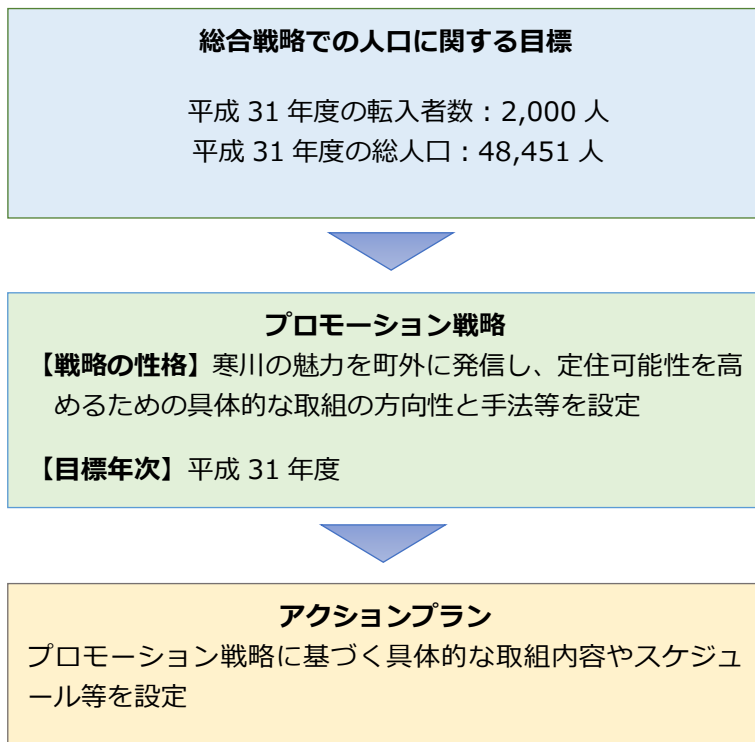 総合戦略での人口に関する目標
平成 31 年度の転入者数：2,000 人
平成 31 年度の総人口：48,451 人
プロモーション戦略
【戦略の性格】寒川の魅力を町外に発信し、定住可能性を高
めるための具体的な取組の方向性と手法等を設定
【目標年次】平成 31 年度
アクションプラン
プロモーション戦略に基づく具体的な取組内容やスケジュ
ール等を設定